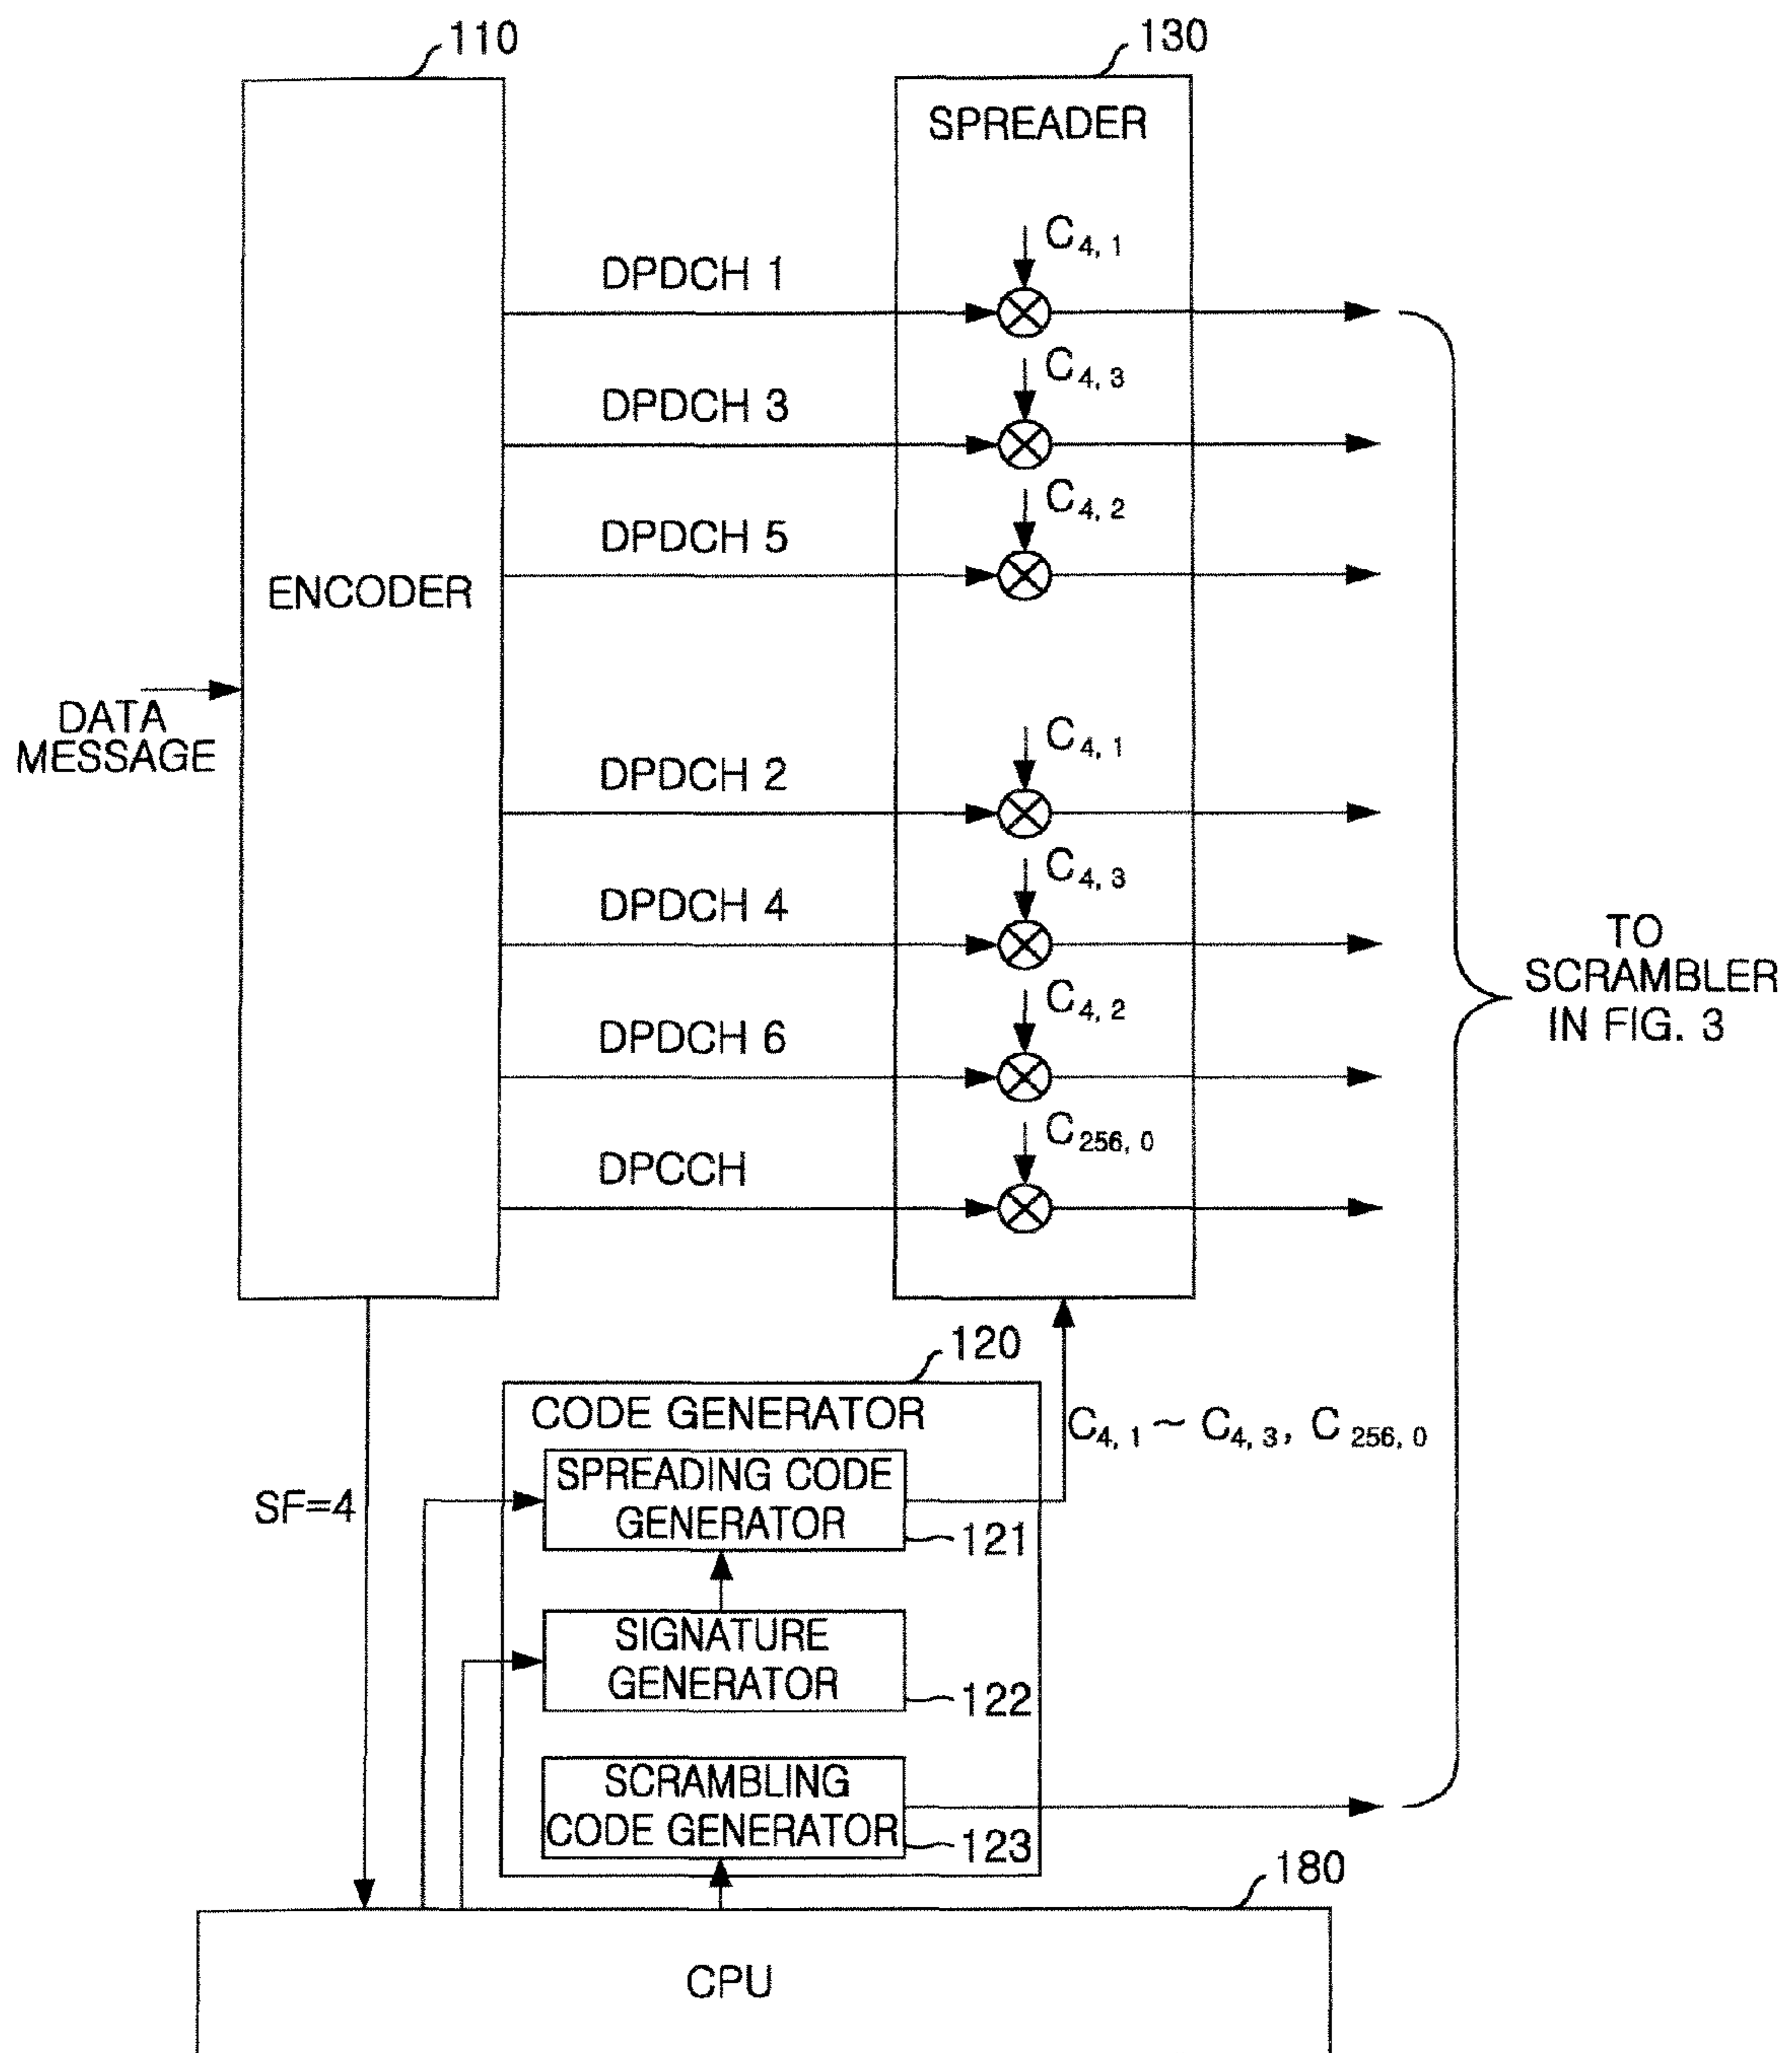 110
130
SPREADER
C4, 1
DPDCH 1
C4, 3
DPDCH 3
C4, 2
DPDCH 5
ENCODER
DATA
MESSAGE
C4, 1
DPDCH 2
C4, 3
DPDCH 4
C4, 2
DPDCH 6
C256, 0
DPCCH
TO
SCRAMBLER
IN FIG. 3
120
CODE GENERATOR
C4, 1 ~ C4, 3, C256, 0
SPREADING CODE
GENERATOR
121
SF=4
SIGNATURE
GENERATOR
122
SCRAMBLING
CODE GENERATOR
123
180
CPU